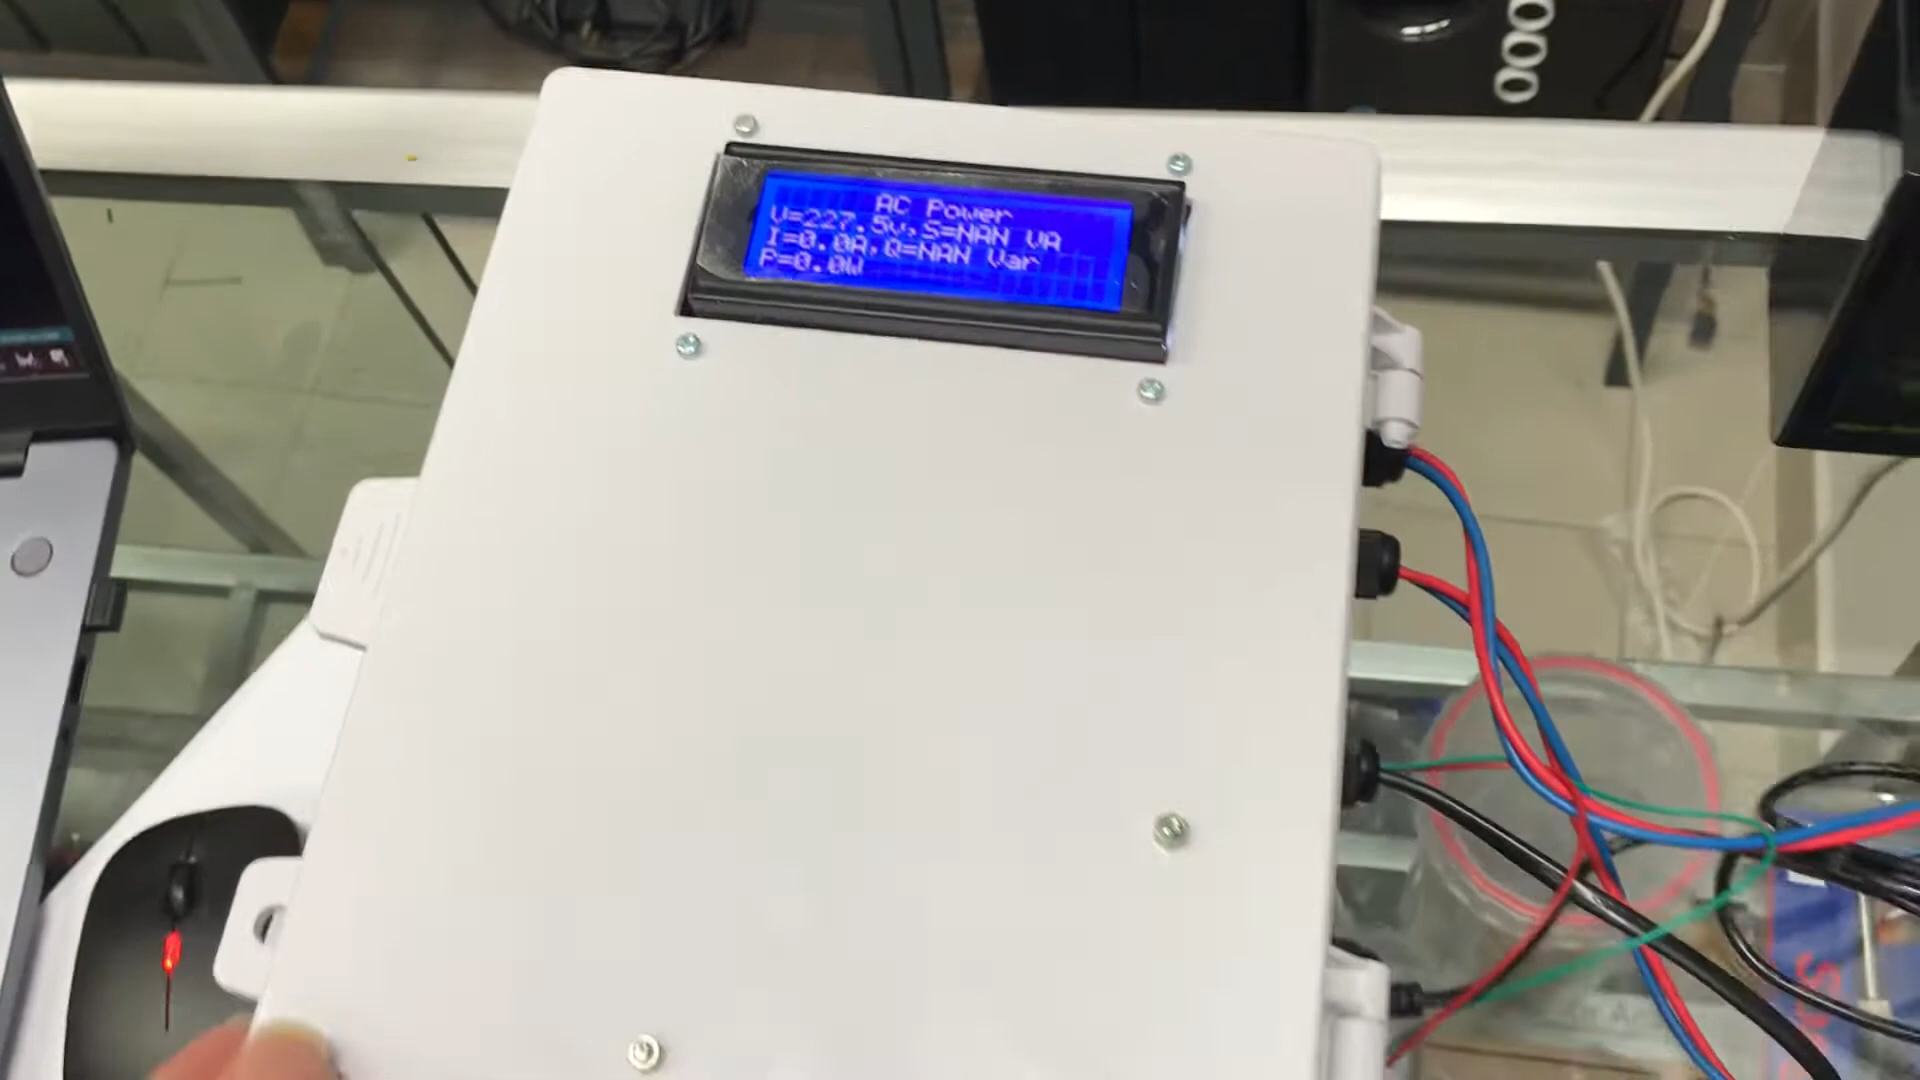 AC Power
V=227.5v,S=NAN VA
I=0.0A,Q=NAN Var
P=0.0W